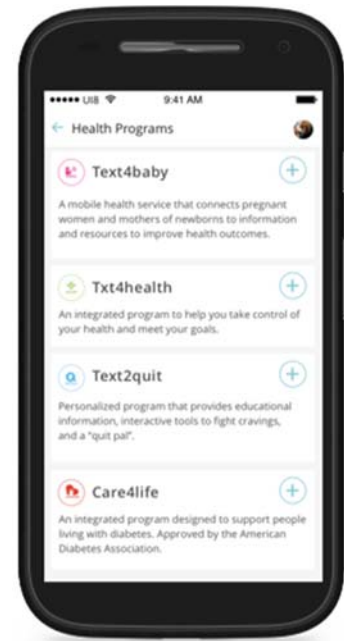 UI8 9:41 AM
Health Programs
Text4baby
A mobile health service that connects pregnant
women and mothers of newborns to information
and resources to improve health outcomes.
Txt4health
An integrated program to help you take control of
your health and meet your goals.
Text2quit
Personalized program that provides educational
information, interactive tools to fight cravings,
and a "quit pal".
Care4life
An integrated program designed to support people
living with diabetes. Approved by the American
Diabetes Association.